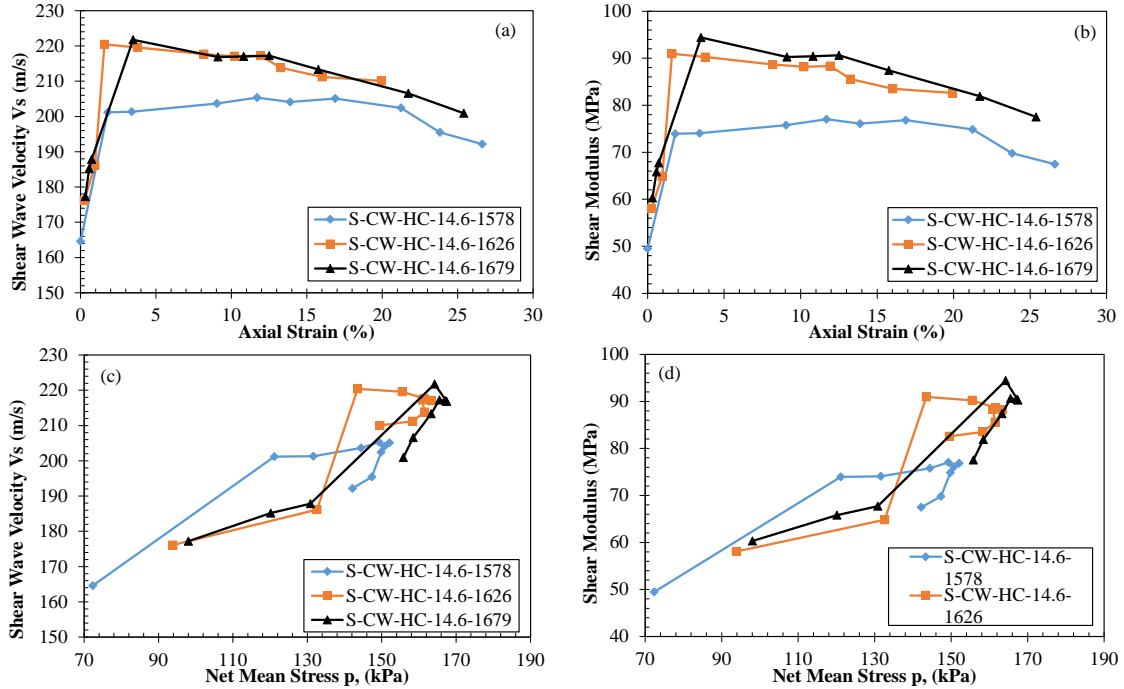 (a)
Shear Wave Velocity Vs (m/s)
230
220
210
200
190
180
170
160
150
0
5
10
15
20
25
30
Axial Strain (%)
S-CW-HC-14.6-1578
S-CW-HC-14.6-1626
S-CW-HC-14.6-1679
(b)
Shear Modulus (MPa)
100
90
80
70
60
50
40
0
5
10
15
20
25
30
Axial Strain (%)
S-CW-HC-14.6-1578
S-CW-HC-14.6-1626
S-CW-HC-14.6-1679
(c)
Shear Wave Velocity Vs (m/s)
230
220
210
200
190
180
170
160
150
70
90
110
130
150
170
190
Net Mean Stress p, (kPa)
S-CW-HC-14.6-1578
S-CW-HC-14.6-1626
S-CW-HC-14.6-1679
(d)
Shear Modulus (MPa)
100
90
80
70
60
50
40
70
90
110
130
150
170
190
Net Mean Stress p, (kPa)
S-CW-HC-14.6-
1578
S-CW-HC-14.6-
1626